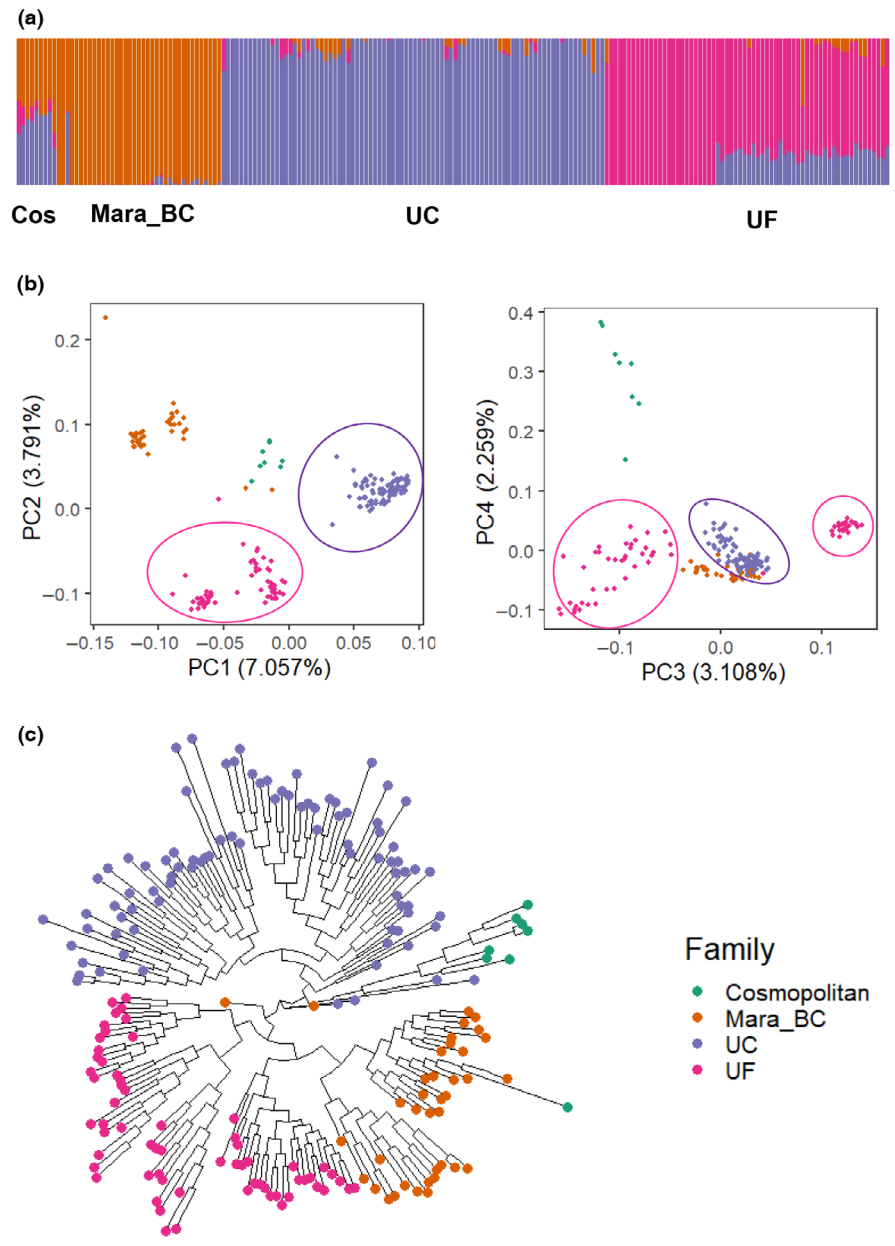 (a)
Cos Mara_BC UC UF
(b)
PC2 (3.791%)
0.2
0.1
0.0
−0.1
−0.15 −0.10 −0.05 0.00 0.05 0.10
PC1 (7.057%)
PC4 (2.259%)
0.4
0.3
0.2
0.1
0.0
−0.1
−0.1 0.0 0.1
PC3 (3.108%)
(c)
Family
Cosmopolitan
Mara_BC
UC
UF